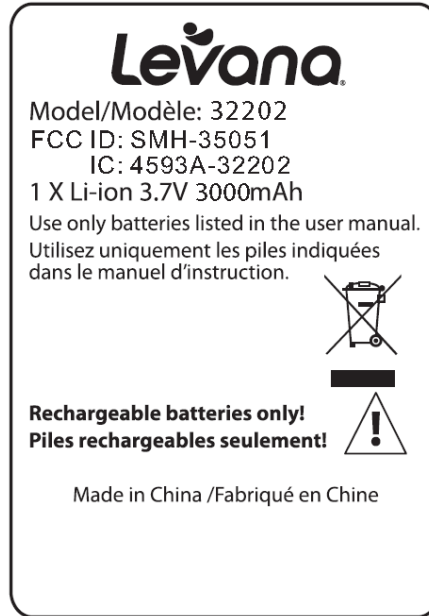 Levana®
Model/Modèle: 32202
FCC ID: SMH-35051
IC: 4593A-32202
1 X Li-ion 3.7V 3000mAh
Use only batteries listed in the user manual.
Utilisez uniquement les piles indiquées
dans le manuel d’instruction.
Rechargeable batteries only!
Piles rechargeables seulement!
Made in China /Fabriqué en Chine